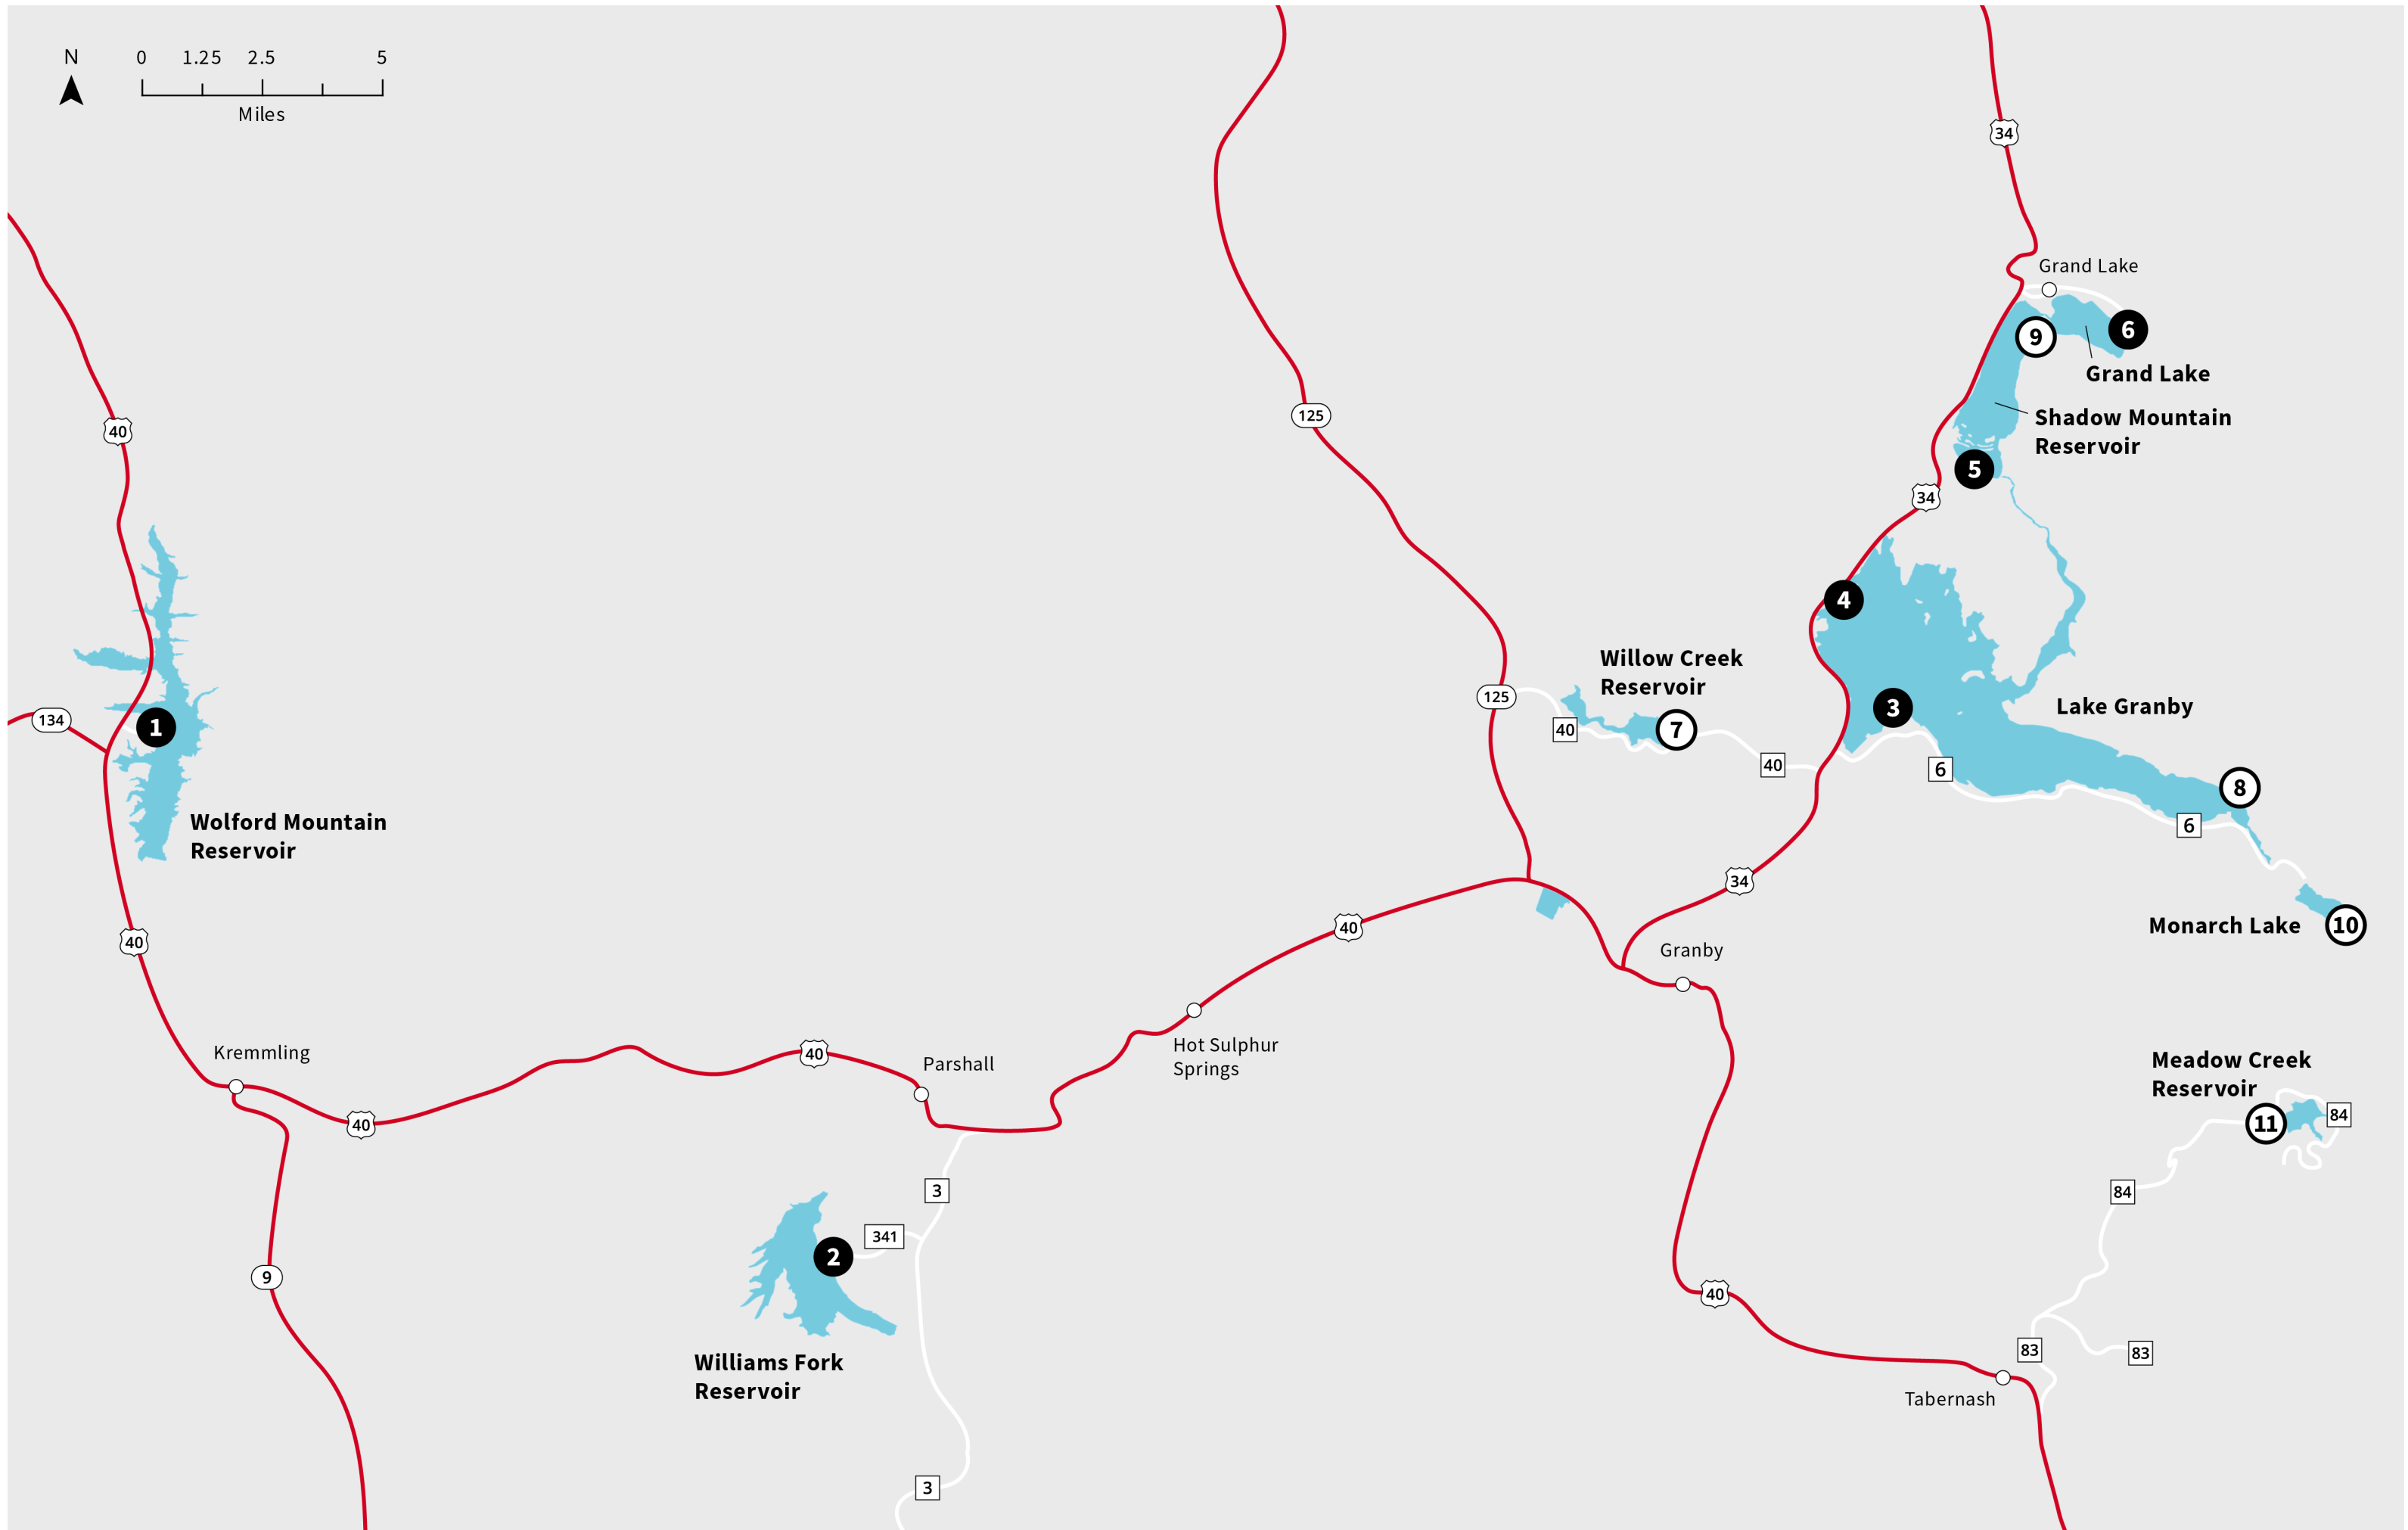 N
0 1.25 2.5 5
Miles
34
Grand Lake
6
9
Grand Lake
Shadow Mountain
Reservoir
5
34
125
40
4
Willow Creek
Reservoir
125
40
7
40
3
Lake Granby
6
8
6
134
1
Wolford Mountain
Reservoir
34
40
40
Monarch Lake
10
Granby
Hot Sulphur
Springs
Kremmling
40
Parshall
40
Meadow Creek
Reservoir
11
84
84
3
341
2
9
40
Williams Fork
Reservoir
83
83
Tabernash
3